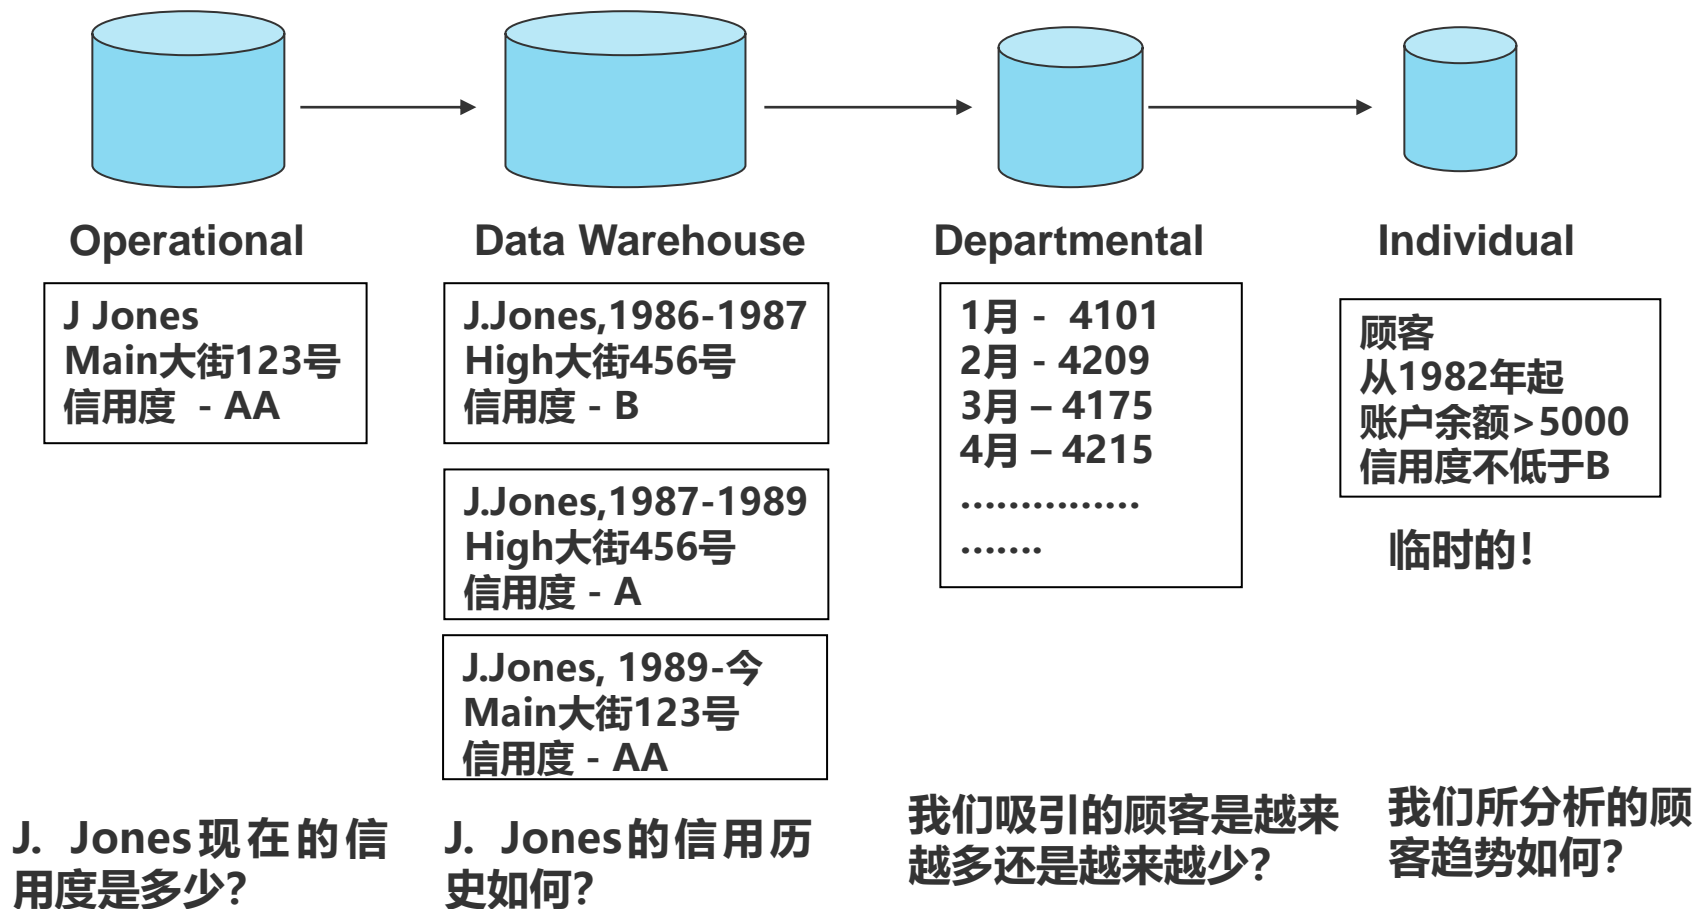 Operational
J Jones
Main大街123号
信用度 - AA
J. Jones现在的信
用度是多少?
Data Warehouse
J.Jones,1986-1987
High大街456号
信用度 - B
J.Jones,1987-1989
High大街456号
信用度 - A
J.Jones, 1989-今
Main大街123号
信用度 - AA
J. Jones的信用历
史如何?
Departmental
1月 - 4101
2月 - 4209
3月 – 4175
4月 – 4215
……………
…….
我们吸引的顾客是越来
越多还是越来越少?
Individual
顾客
从1982年起
账户余额>5000
信用度不低于B
临时的!
我们所分析的顾
客趋势如何?